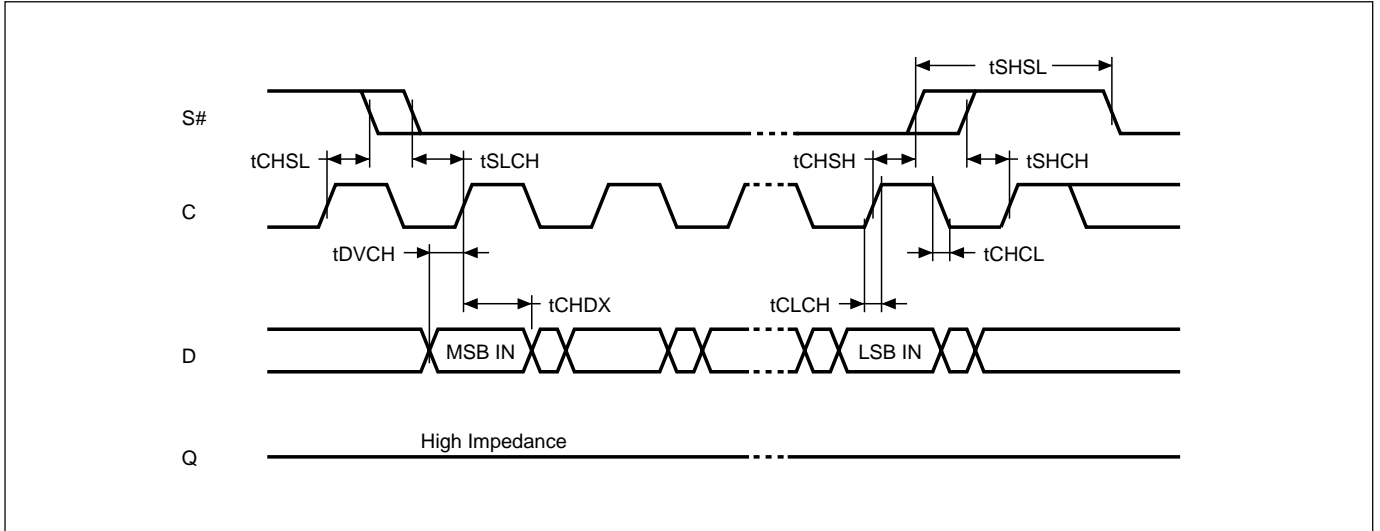 tSHSL
S#
tCHSL
tSLCH
tCHSH
tSHCH
C
tDVCH
tCHCL
tCHDX
tCLCH
D
MSB IN
LSB IN
High Impedance
Q